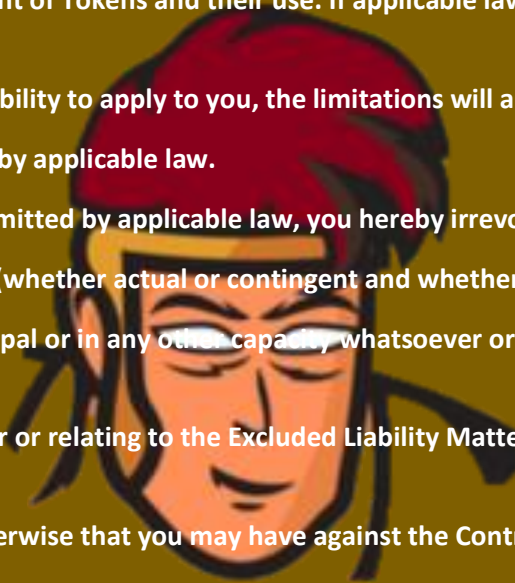 nt of Tokens and their use. If applicable law
bility to apply to you, the limitations will a
by applicable law.
mitted by applicable law, you hereby irrevo
(whether actual or contingent and whether
pal or in any other capacity whatsoever or
r or relating to the Excluded Liability Matte
erwise that you may have against the Contr